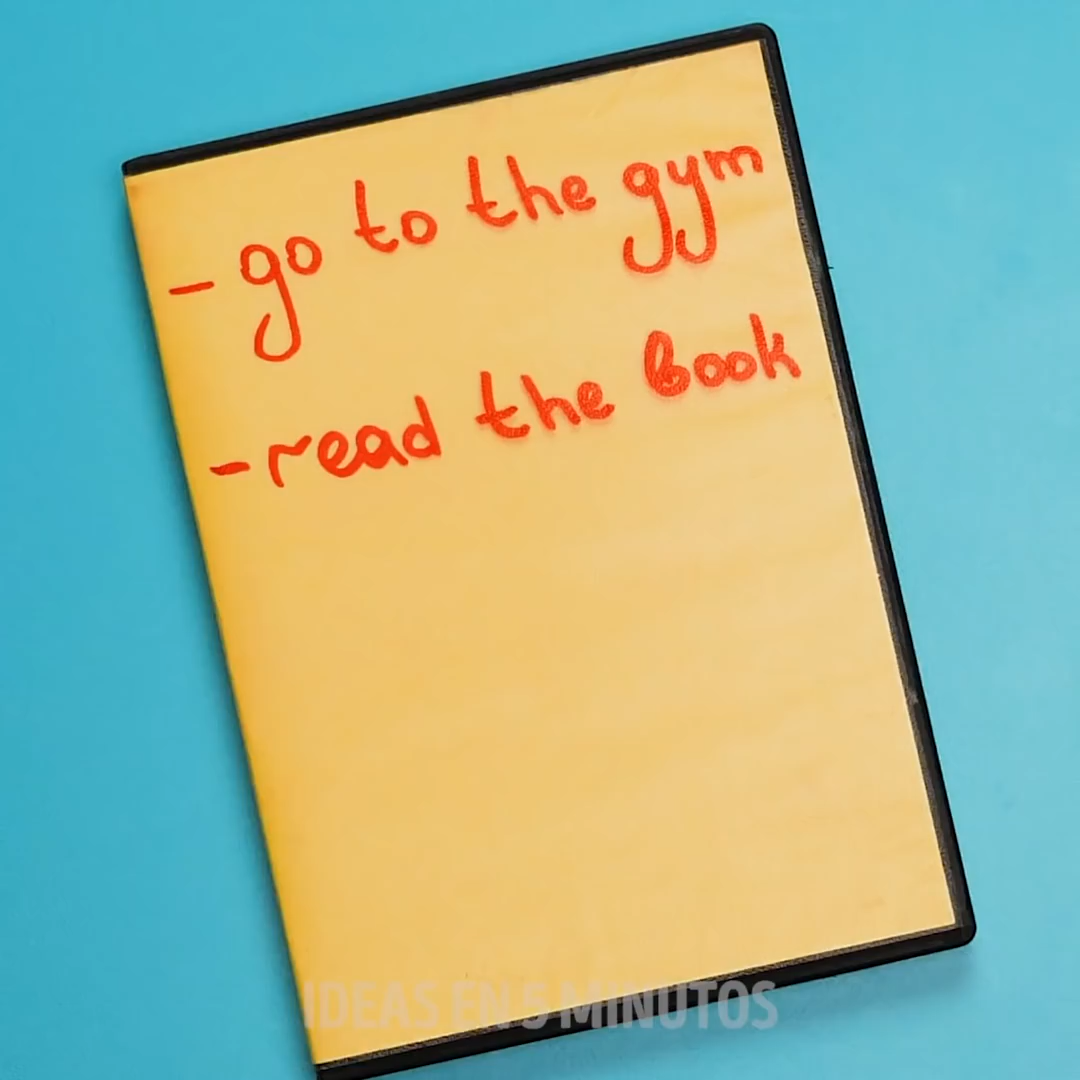 - go to the gym
- read the book
IDEAS EN 5 MINUTOS